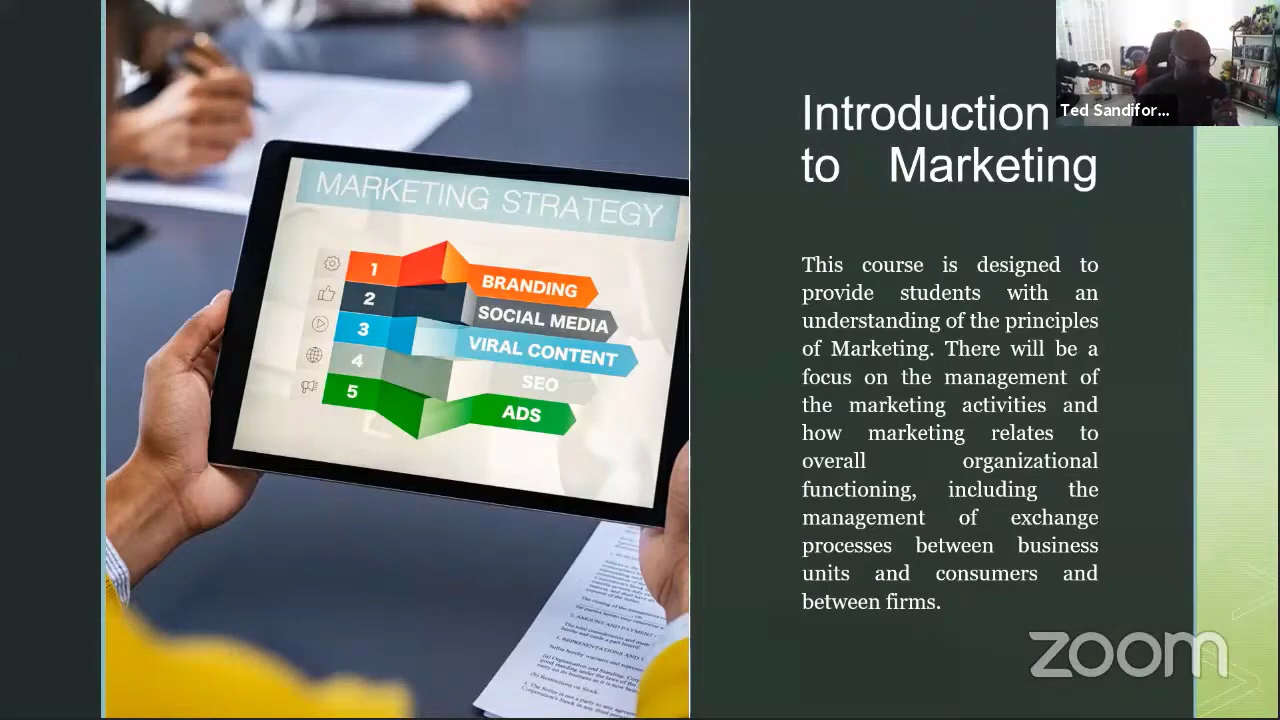 MARKETING STRATEGY
1 BRANDING
2 SOCIAL MEDIA
3 VIRAL CONTENT
4 SEO
5 ADS
Introduction
to Marketing
Ted Sandifor...
This course is designed to
provide students with an
understanding of the principles
of Marketing. There will be a
focus on the management of
the marketing activities and
how marketing relates to
overall organizational
functioning, including the
management of exchange
processes between business
units and consumers and
between firms.
zoom